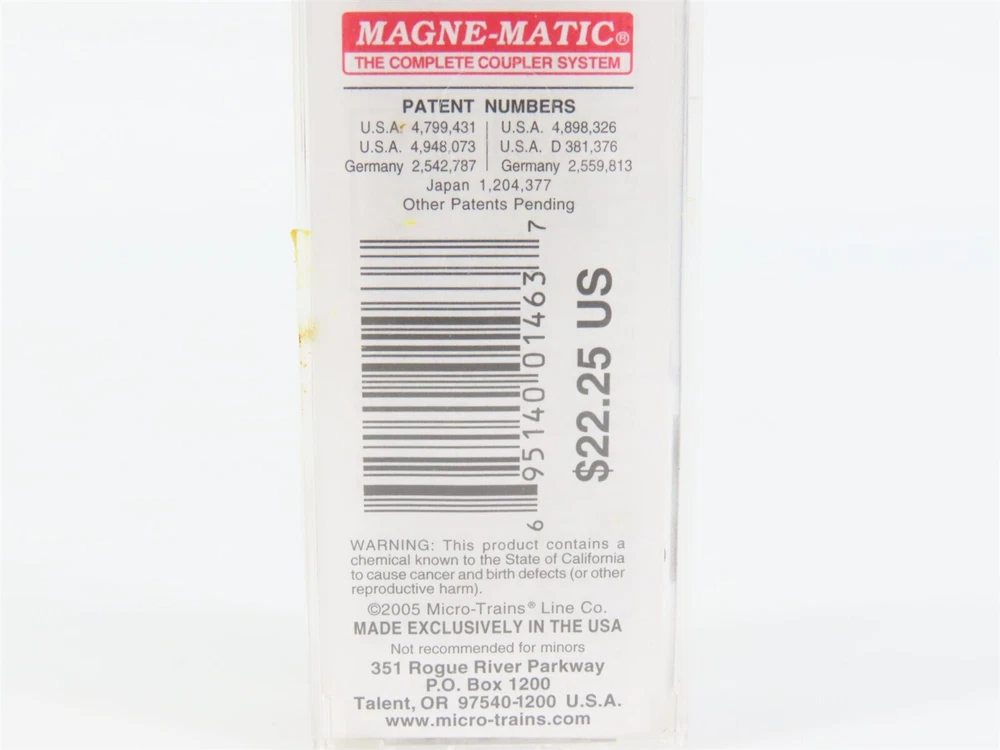 MAGNE-MATIC®
THE COMPLETE COUPLER SYSTEM
PATENT NUMBERS
U.S.A. 4,799,431 | U.S.A. 4,898,326
U.S.A. 4,948,073 | U.S.A. D 381,376
Germany 2,542,787 | Germany 2,559,813
Japan 1,204,377
Other Patents Pending
6 95140 01463 7
$22.25 US
WARNING: This product contains a
chemical known to the State of California
to cause cancer and birth defects (or other
reproductive harm).
©2005 Micro-Trains® Line Co.
MADE EXCLUSIVELY IN THE USA
Not recommended for minors
351 Rogue River Parkway
P.O. Box 1200
Talent, OR 97540-1200 U.S.A.
www.micro-trains.com